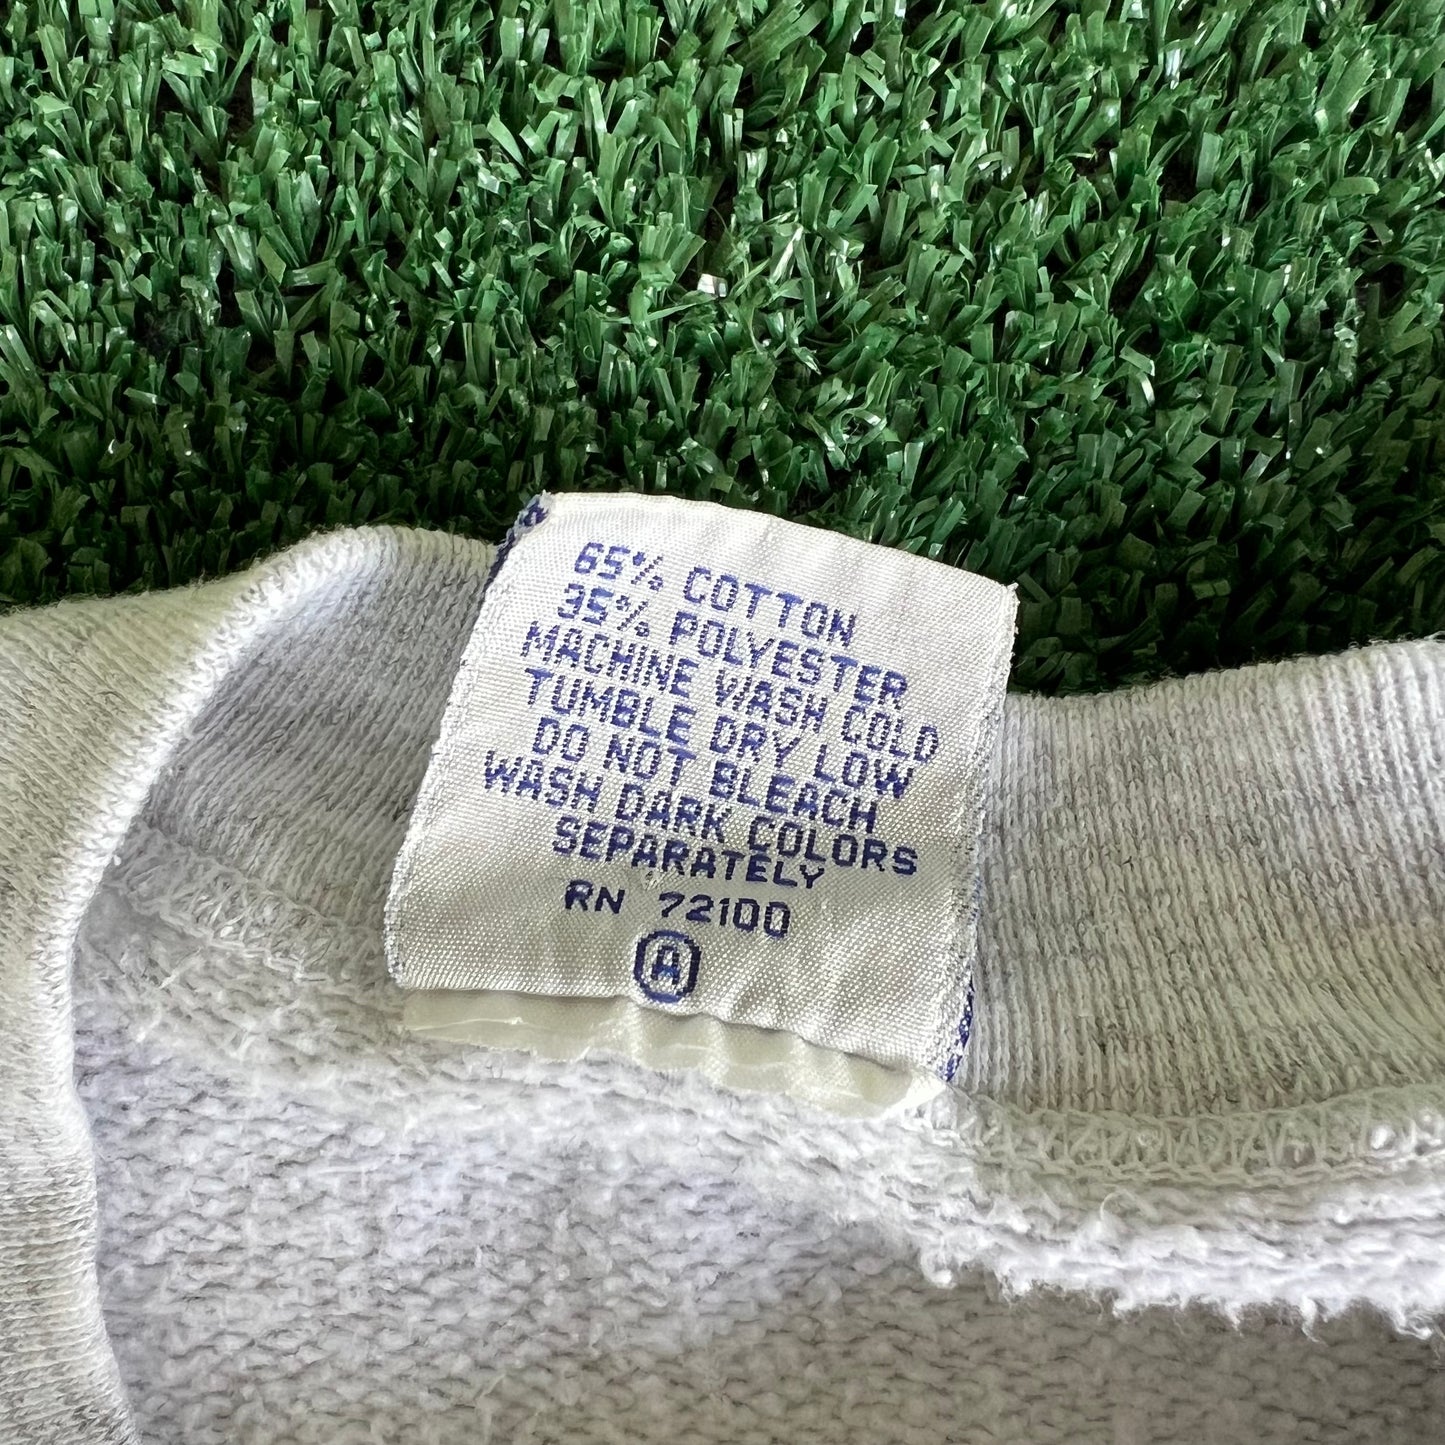 65% COTTON
35% POLYESTER
MACHINE WASH COLD
TUMBLE DRY LOW
DO NOT BLEACH
WASH DARK COLORS
SEPARATELY
RN 72100
A